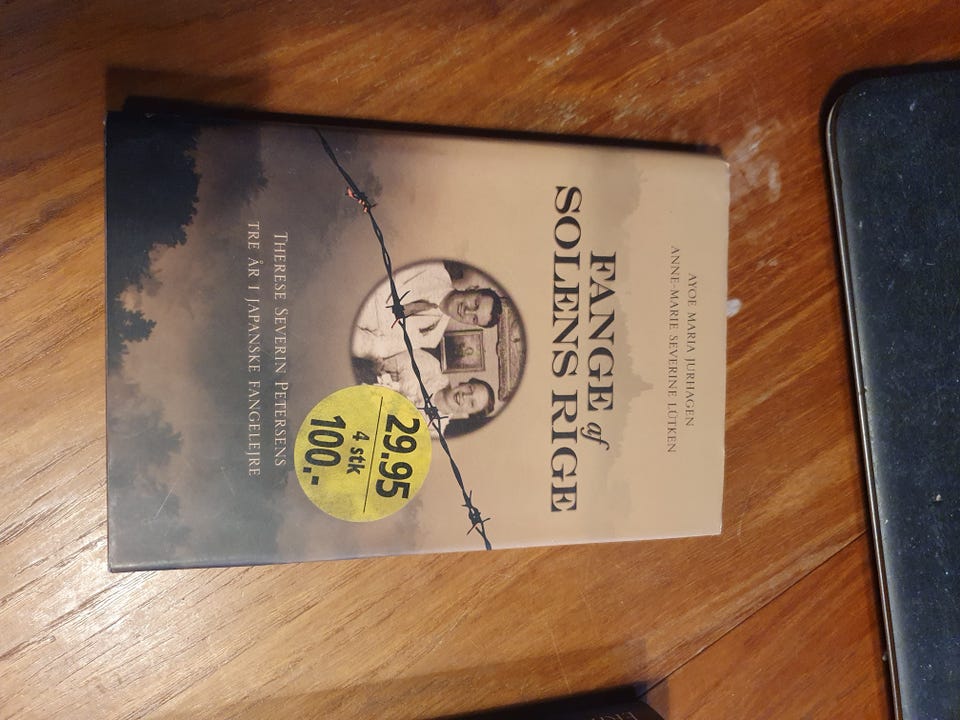 AYOE MARIA JURHAGEN
ANNE-MARIE SEVERINE LÜTKEN
FANGE af
SOLENS RIGE
29.95
4 stk
100.-
THERESE SEVERIN PETERSENS
TRE ÅR I JAPANSKE FANGELEJRE